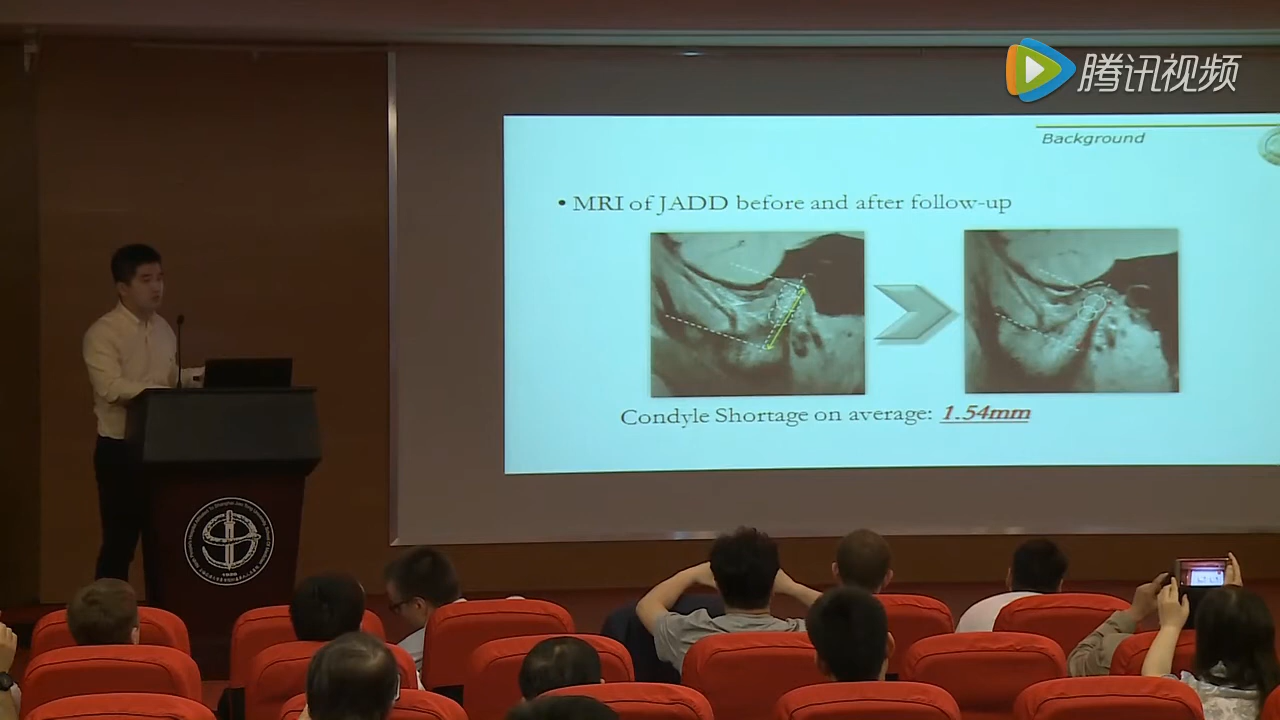 腾讯视频
Background
• MRI of JADD before and after follow-up
Condyle Shortage on average: 1.54mm